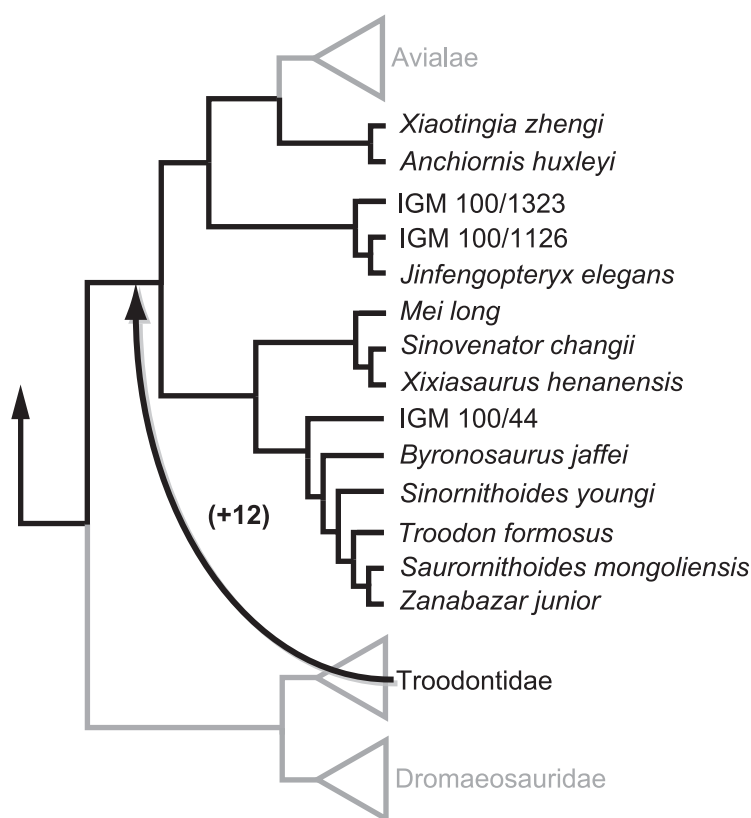 Avialae
Xiaotingia zhengi
Anchiornis huxleyi
IGM 100/1323
IGM 100/1126
Jinfengopteryx elegans
Mei long
Sinovenator changii
Xixiasaurus henanensis
IGM 100/44
Byronosaurus jaffei
Sinornithoides youngi
(+12)
Troodon formosus
Saurornithoides mongoliensis
Zanabazar junior
Troodontidae
Dromaeosauridae